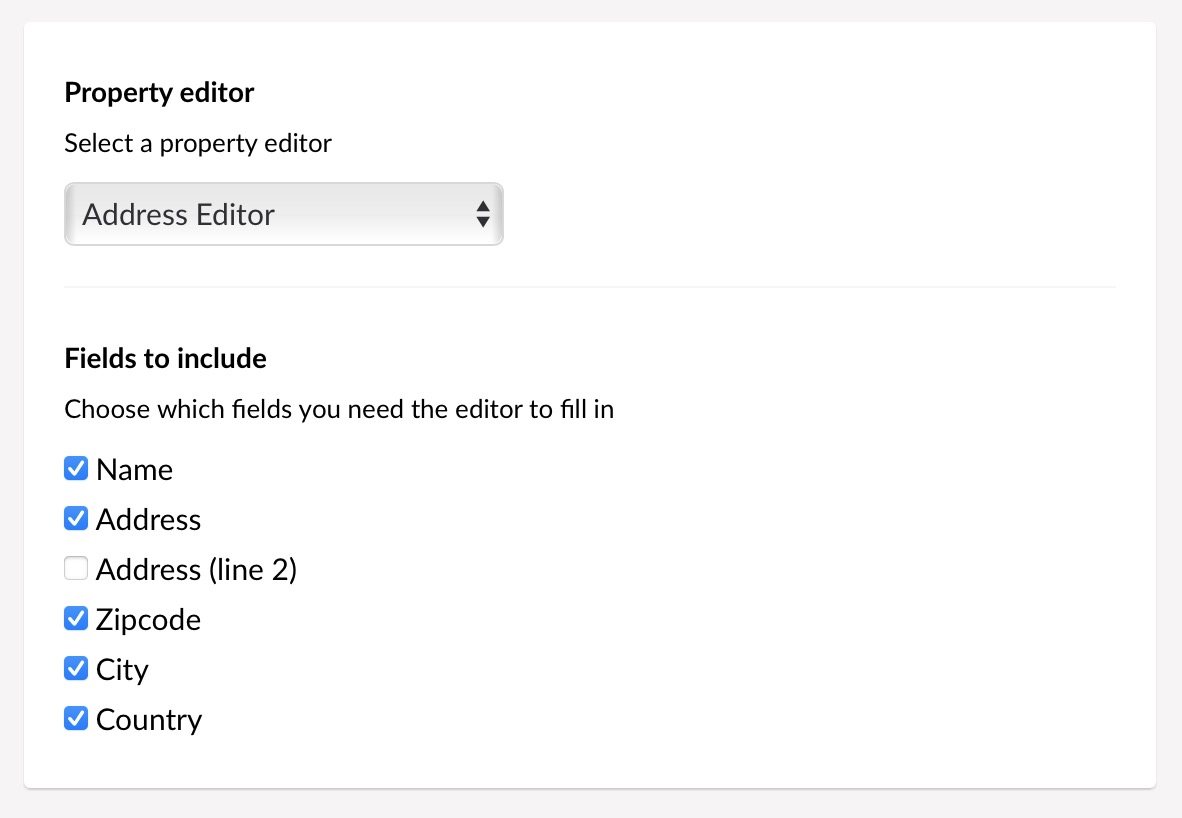 Property editor
Select a property editor
Address Editor
Fields to include
Choose which fields you need the editor to fill in
Name
Address
Address (line 2)
Zipcode
City
Country